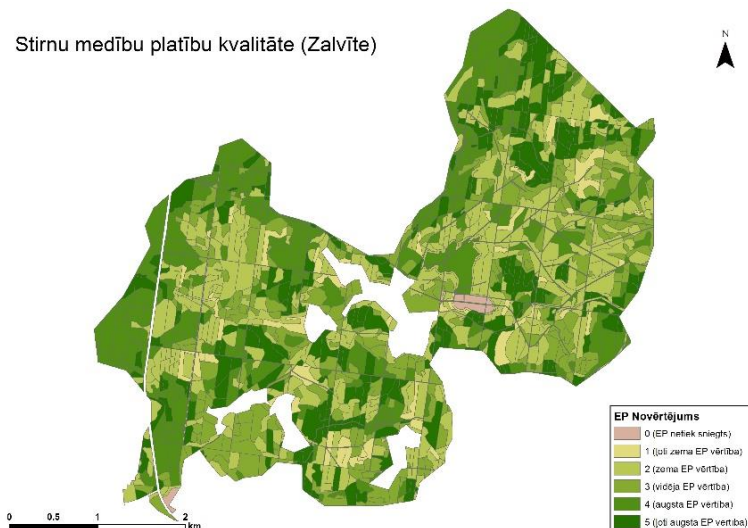 Stirnu medību platību kvalitāte (Zalvīte)
N
EP Novērtējums
0 (EP netiek sniegts)
1 (ļoti zema EP vērtība)
2 (zema EP vērtība)
3 (vidēja EP vērtība)
4 (augsta EP vērtība)
5 (ļoti augsta EP vērtība)
0 0.5 1 2
km